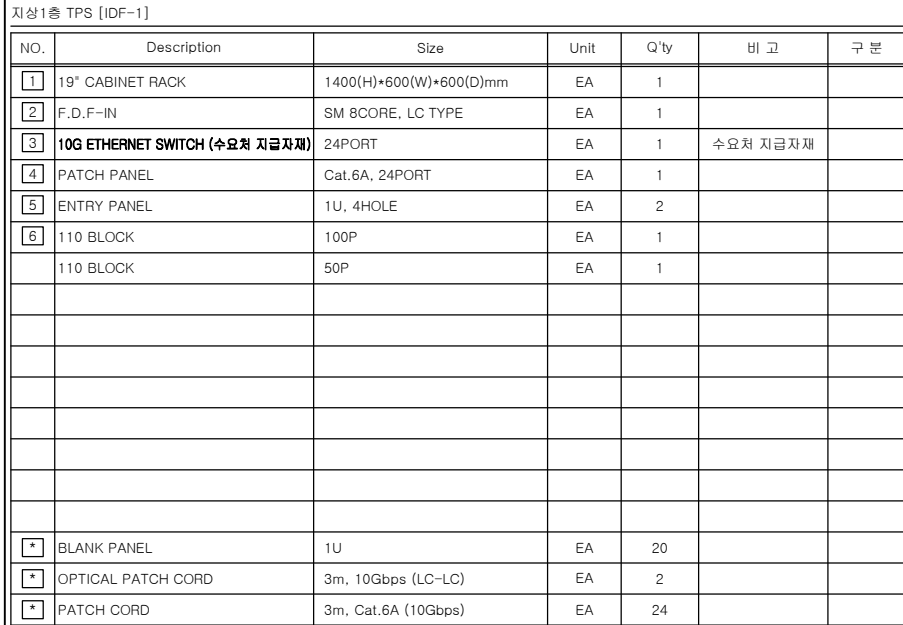 지상1층 TPS [IDF-1]
NO. Description Size Unit Q'ty 비 고 구 분
1 19" CABINET RACK 1400(H)*600(W)*600(D)mm EA 1
2 F.D.F-IN SM 8CORE, LC TYPE EA 1
3 10G ETHERNET SWITCH (수요처 지급자재) 24PORT EA 1 수요처 지급자재
4 PATCH PANEL Cat.6A, 24PORT EA 1
5 ENTRY PANEL 1U, 4HOLE EA 2
6 110 BLOCK 100P EA 1
110 BLOCK 50P EA 1
* BLANK PANEL 1U EA 20
* OPTICAL PATCH CORD 3m, 10Gbps (LC-LC) EA 2
* PATCH CORD 3m, Cat.6A (10Gbps) EA 24